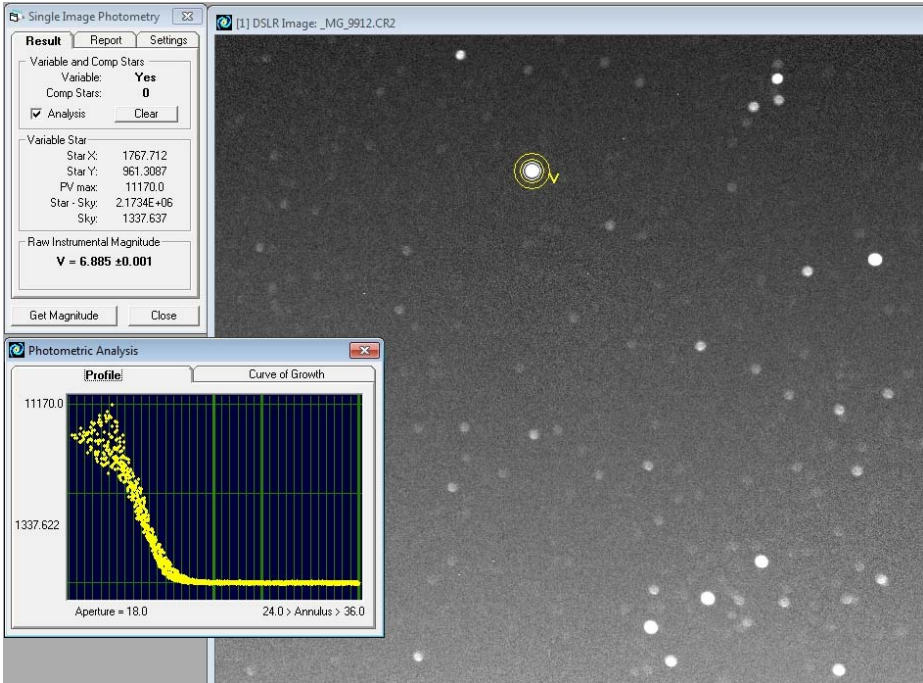 Single Image Photometry
Result Report Settings
Variable and Comp Stars
Variable: Yes
Comp Stars: 0
Analysis Clear
Variable Star
Star X: 1767.712
Star Y: 961.3087
PV max: 11170.0
Star - Sky: 2.1734E+06
Sky: 1337.637
Raw Instrumental Magnitude
V = 6.885 ±0.001
Get Magnitude Close
[1] DSLR Image: _MG_9912.CR2
V
Photometric Analysis
Profile Curve of Growth
11170.0
1337.622
Aperture = 18.0 24.0 > Annulus > 36.0